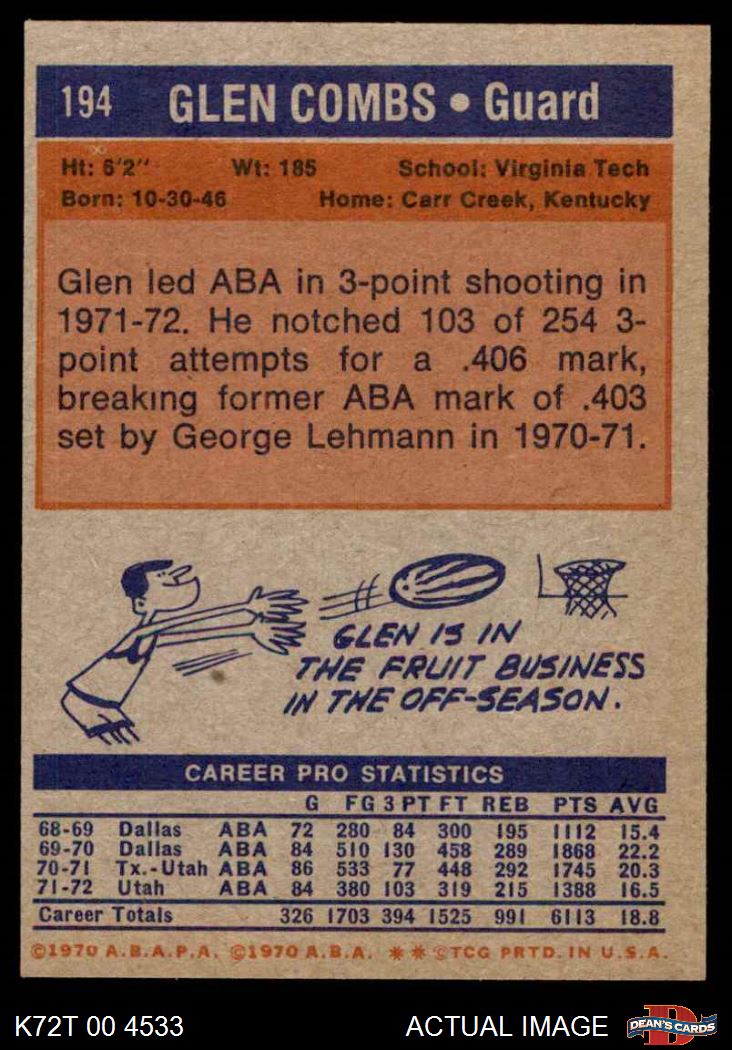 194 GLEN COMBS • Guard
Ht: 6'2" Wt: 185 School: Virginia Tech
Born: 10-30-46 Home: Carr Creek, Kentucky
Glen led ABA in 3-point shooting in
1971-72. He notched 103 of 254 3-
point attempts for a .406 mark,
breaking former ABA mark of .403
set by George Lehmann in 1970-71.
GLEN IS IN
THE FRUIT BUSINESS
IN THE OFF-SEASON.
CAREER PRO STATISTICS
G FG 3 PT FT REB PTS AVG
68-69 Dallas ABA 72 280 84 300 195 1112 15.4
69-70 Dallas ABA 84 510 130 458 289 1868 22.2
70-71 Tx.-Utah ABA 86 533 77 448 292 1745 20.3
71-72 Utah ABA 84 380 103 319 215 1388 16.5
Career Totals 326 1703 394 1525 991 6113 18.8
©1970 A.B.A.P.A. ©1970 A.B.A. ** ©TCG PRTD. IN U.S.A.
K72T 00 4533 ACTUAL IMAGE D DEAN'S CARDS